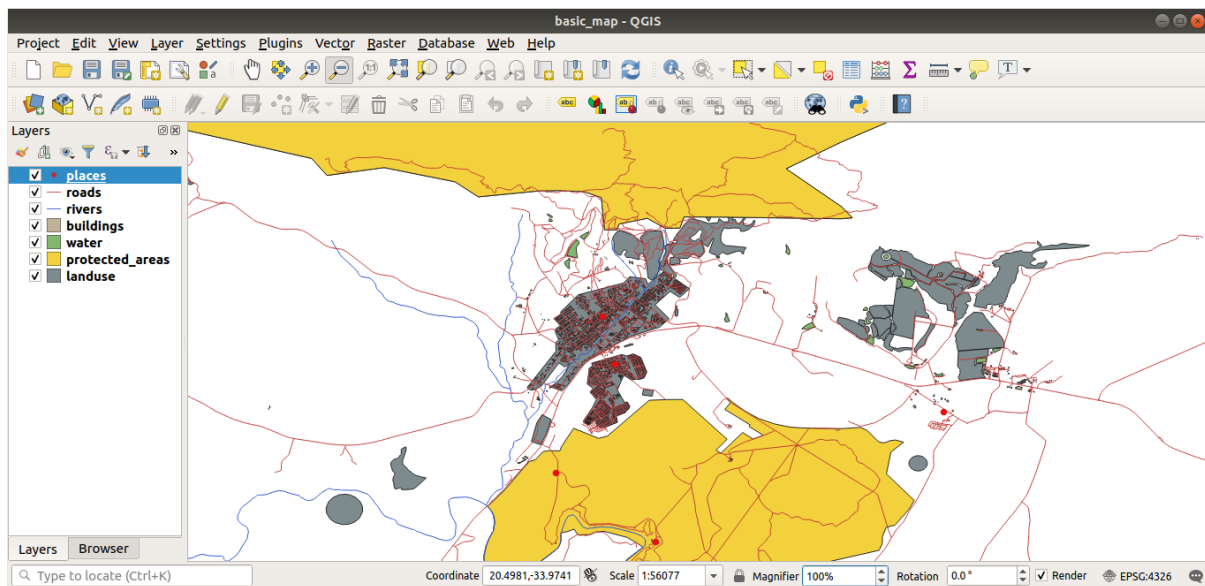 basic_map - QGIS
Project Edit View Layer Settings Plugins Vector Raster Database Web Help
Layers
places
roads
rivers
buildings
water
protected_areas
landuse
Layers Browser
Type to locate (Ctrl+K) Coordinate 20.4981,-33.9741 Scale 1:56077 Magnifier 100% Rotation 0.0 ° Render EPSG:4326